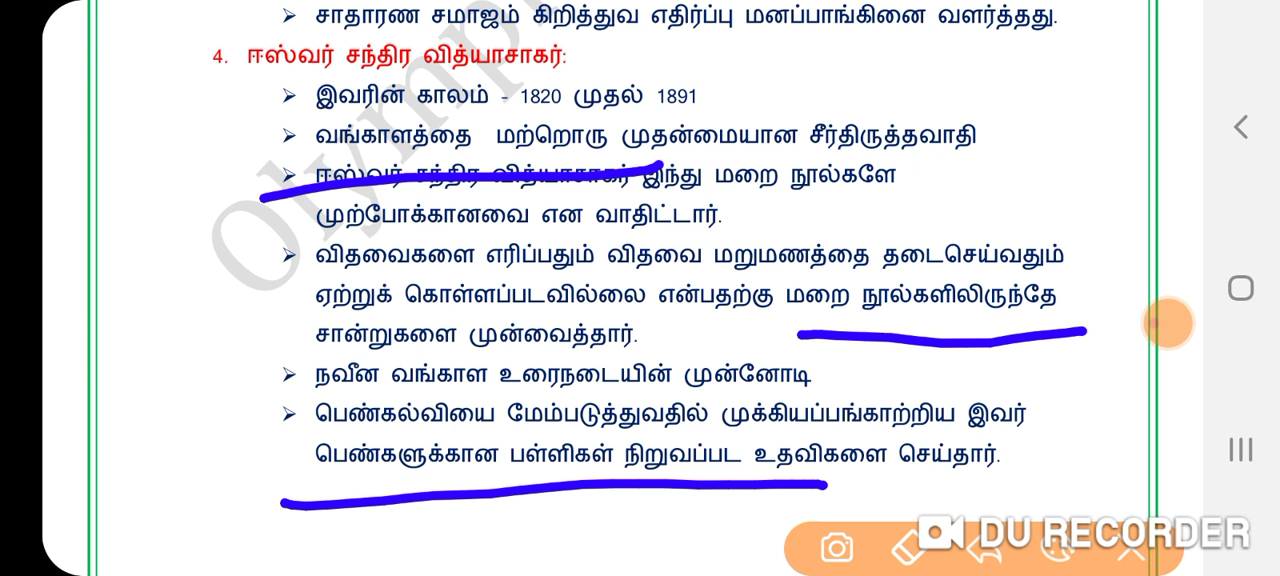 ➢ சாதாரண சமாஜம் கிறித்துவ எதிர்ப்பு மனப்பாங்கினை வளர்த்தது.
4. ஈஸ்வர் சந்திர வித்யாசாகர்:
➢ இவரின் காலம் - 1820 முதல் 1891
➢ வங்காளத்தை மற்றொரு முதன்மையான சீர்திருத்தவாதி
➢ ஈஸ்வர் சந்திர வித்யாசாகர் இந்து மறை நூல்களே
முற்போக்கானவை என வாதிட்டார்.
➢ விதவைகளை எரிப்பதும் விதவை மறுமணத்தை தடைசெய்வதும்
ஏற்றுக் கொள்ளப்படவில்லை என்பதற்கு மறை நூல்களிலிருந்தே
சான்றுகளை முன்வைத்தார்.
➢ நவீன வங்காள உரைநடையின் முன்னோடி
➢ பெண்கல்வியை மேம்படுத்துவதில் முக்கியப்பங்காற்றிய இவர்
பெண்களுக்கான பள்ளிகள் நிறுவப்பட உதவிகளை செய்தார்.
Olymp
DU RECORDER